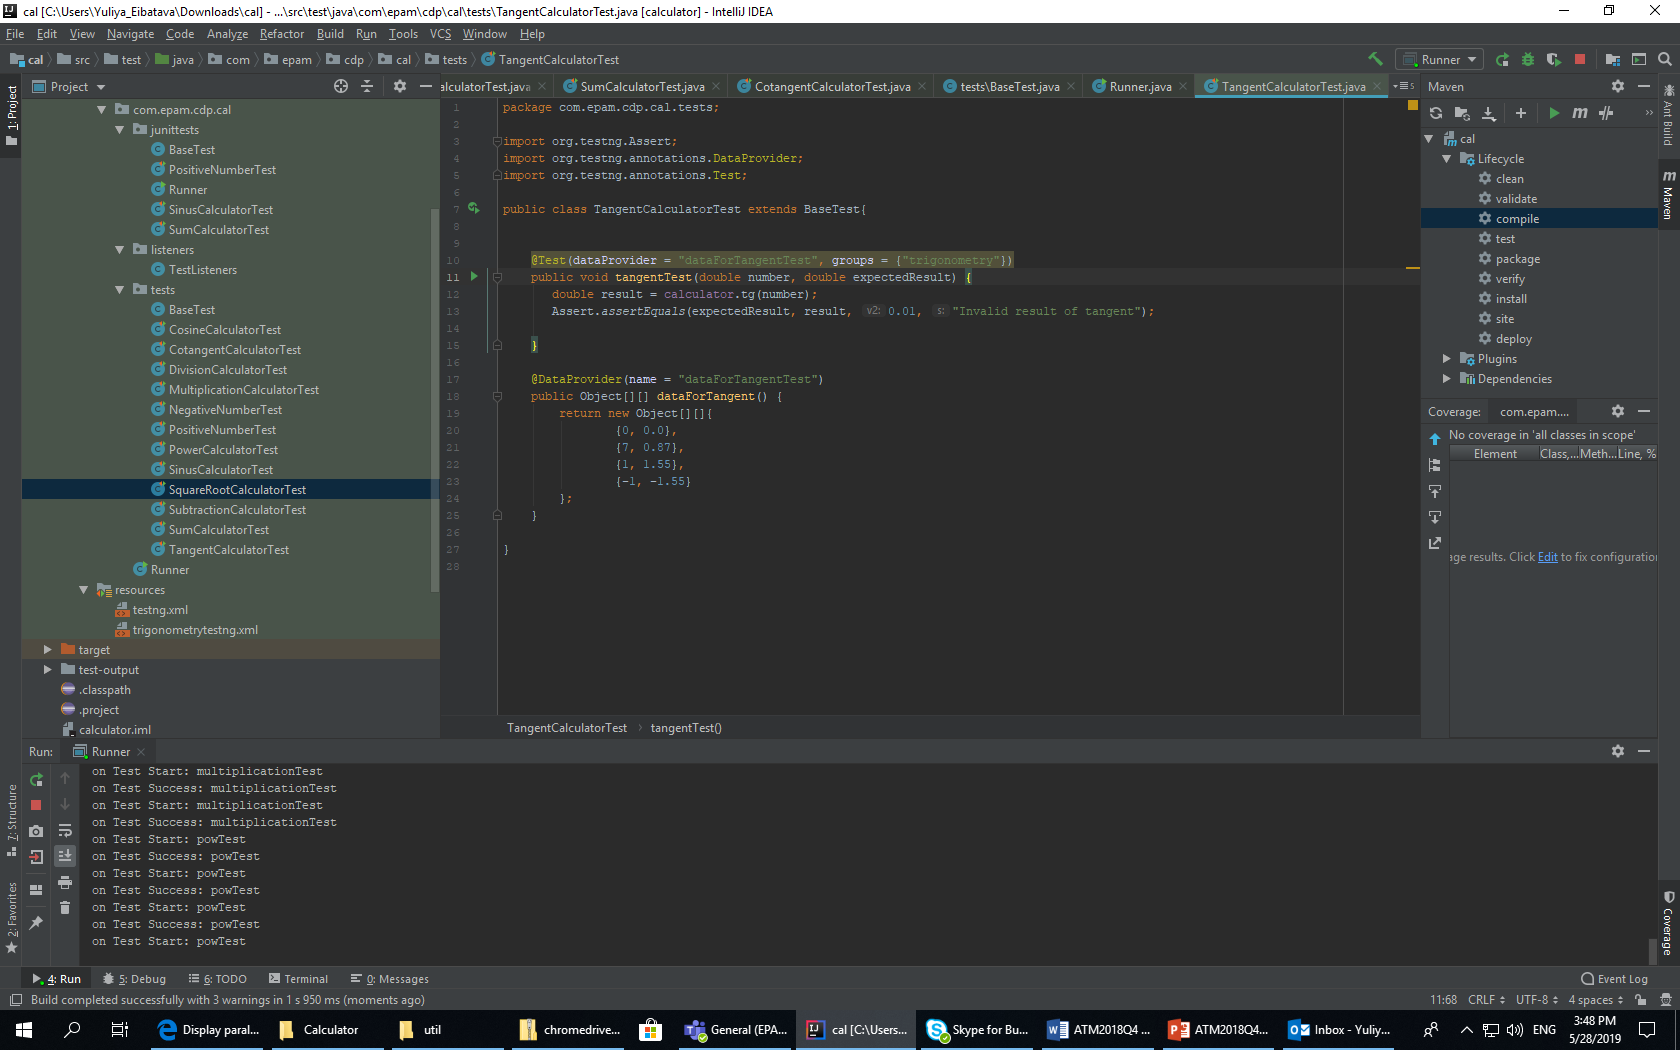 cal [C:\Users\Yuliya_Eibatava\Downloads\cal] - ...\src\test\java\com\epam\cdp\cal\tests\TangentCalculatorTest.java [calculator] - IntelliJ IDEA
File Edit View Navigate Code Analyze Refactor Build Run Tools VCS Window Help
cal src test java com epam cdp cal tests TangentCalculatorTest
Runner
1: Project
Project
com.epam.cdp.cal
junittests
BaseTest
PositiveNumberTest
Runner
SinusCalculatorTest
SumCalculatorTest
listeners
TestListeners
tests
BaseTest
CosineCalculatorTest
CotangentCalculatorTest
DivisionCalculatorTest
MultiplicationCalculatorTest
NegativeNumberTest
PositiveNumberTest
PowerCalculatorTest
SinusCalculatorTest
SquareRootCalculatorTest
SubtractionCalculatorTest
SumCalculatorTest
TangentCalculatorTest
Runner
resources
testng.xml
trigonometrytestng.xml
target
test-output
.classpath
.project
calculator.iml
alculatorTest.java SumCalculatorTest.java CotangentCalculatorTest.java tests\BaseTest.java Runner.java TangentCalculatorTest.java 5
1 package com.epam.cdp.cal.tests;
2
3 import org.testng.Assert;
4 import org.testng.annotations.DataProvider;
5 import org.testng.annotations.Test;
6
7 public class TangentCalculatorTest extends BaseTest{
8
9
10 @Test(dataProvider = "dataForTangentTest", groups = {"trigonometry"})
11 public void tangentTest(double number, double expectedResult) {
12 double result = calculator.tg(number);
13 Assert.assertEquals(expectedResult, result, v2: 0.01, s: "Invalid result of tangent");
14
15 }
16
17 @DataProvider(name = "dataForTangentTest")
18 public Object[][] dataForTangent() {
19 return new Object[][]{
20 {0, 0.0},
21 {7, 0.87},
22 {1, 1.55},
23 {-1, -1.55}
24 };
25 }
26
27 }
28
TangentCalculatorTest tangentTest()
Maven
cal
Lifecycle
clean
validate
compile
test
package
verify
install
site
deploy
Plugins
Dependencies
Coverage: com.epam....
No coverage in 'all classes in scope'
Element Class,... Meth... Line, %
age results. Click Edit to fix configuration
Ant Build
Maven
Coverage
Run: Runner
on Test Start: multiplicationTest
on Test Success: multiplicationTest
on Test Start: multiplicationTest
on Test Success: multiplicationTest
on Test Start: powTest
on Test Success: powTest
on Test Start: powTest
on Test Success: powTest
on Test Start: powTest
on Test Success: powTest
on Test Start: powTest
7: Structure
2: Favorites
4: Run 5: Debug 6: TODO Terminal 0: Messages Event Log
Build completed successfully with 3 warnings in 1 s 950 ms (moments ago) 11:68 CRLF UTF-8 4 spaces
Display paral... Calculator util chromedrive... General (EPA... cal [C:\Users... Skype for Bu... ATM2018Q4 ... ATM2018Q4... Inbox - Yuliy... ENG 3:48 PM
5/28/2019